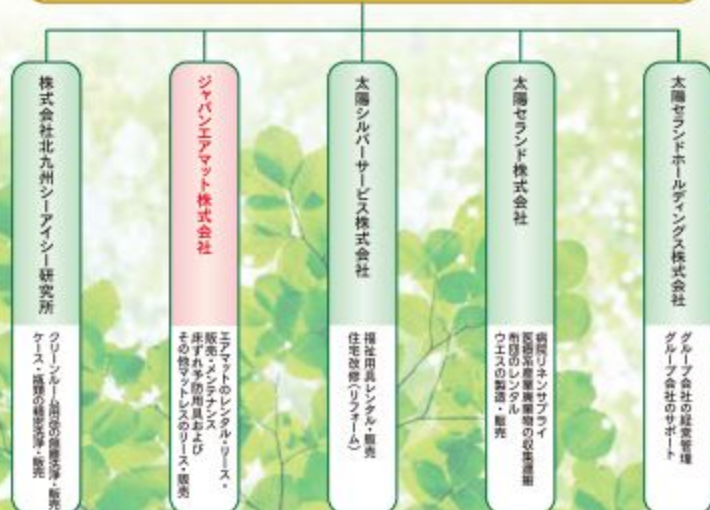 太陽セランドホールディングス株式会社
グループ会社の経営管理
グループ会社のサポート
太陽セランド株式会社
病院リネンサプライ
医療系産業廃棄物の収集運搬
布団のレンタル
ウエスの製造・販売
太陽シルバーサービス株式会社
福祉用具レンタル・販売
住宅改修(リフォーム)
ジャパンエアマット株式会社
エアマットのレンタル・リース・
販売・メンテナンス
床ずれ予防用具および
その他マットレスのリース・販売
株式会社北九州シーアイシー研究所
クリーンルーム用の洗浄・販売
ケース・瓶類の精密洗浄・販売